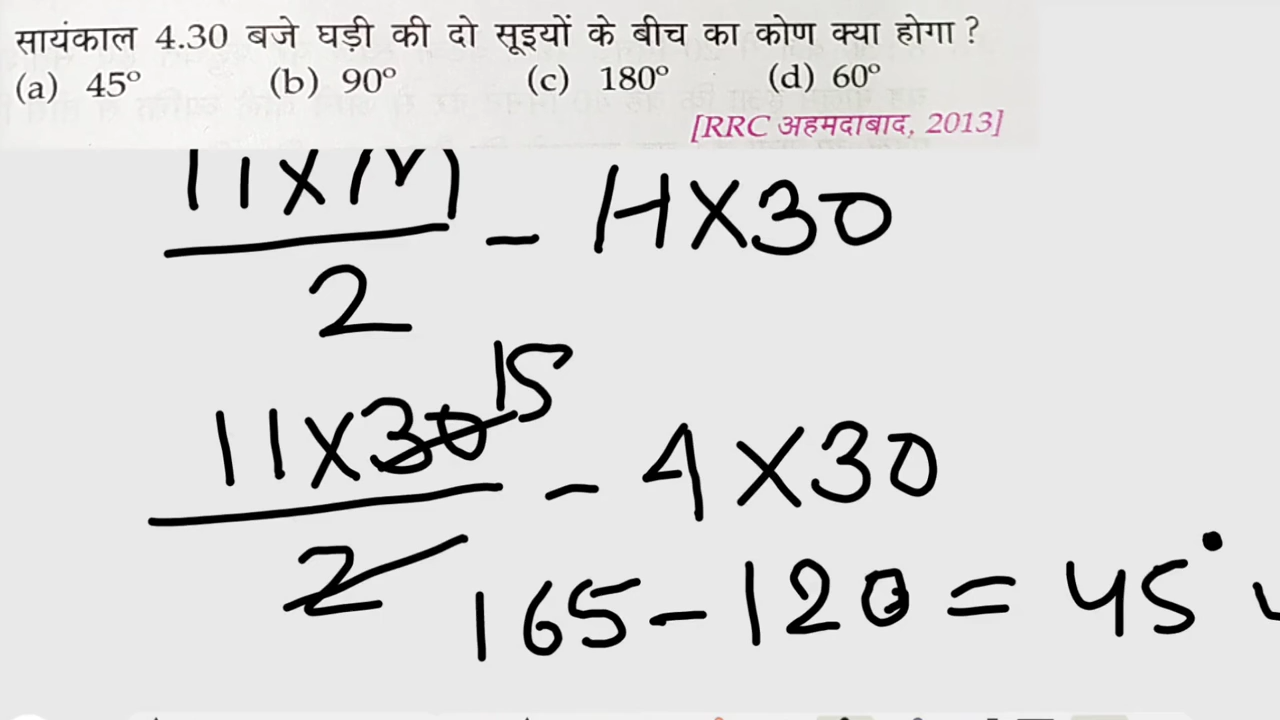 सायंकाल 4.30 बजे घड़ी की दो सूइयों के बीच का कोण क्या होगा ?
(a) 45° (b) 90° (c) 180° (d) 60°
[RRC अहमदाबाद, 2013]
11×M - H×30
2
11×30 15 - 4×30
2
165-120=45°